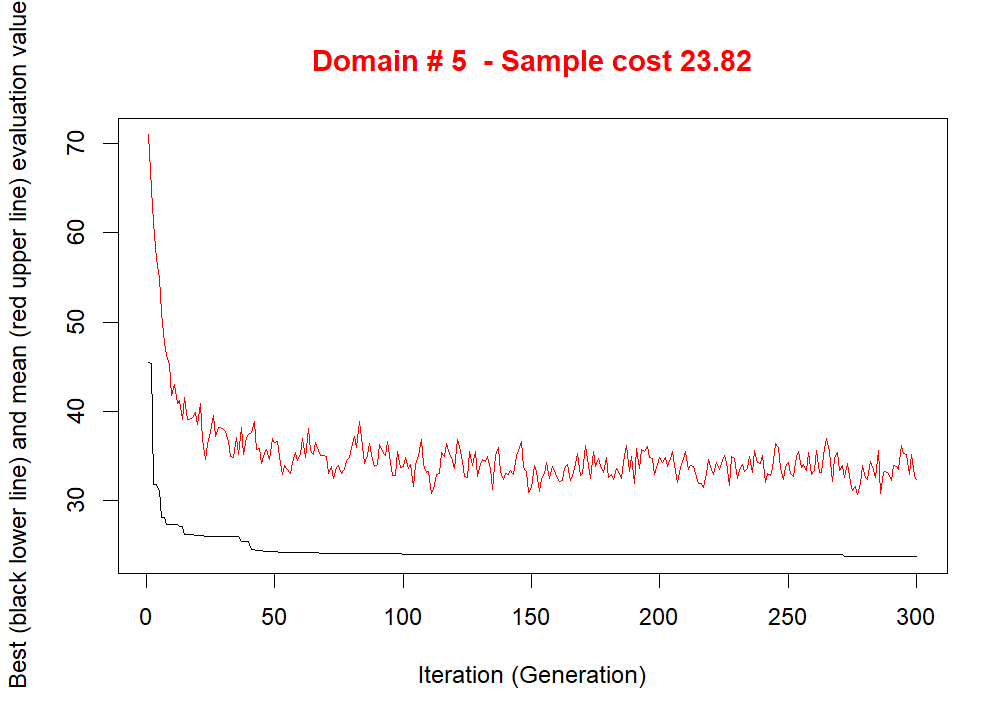 Domain # 5  - Sample cost 23.82
Best (black lower line) and mean (red upper line) evaluation value
70
60
50
40
30
0 50 100 150 200 250 300
Iteration (Generation)